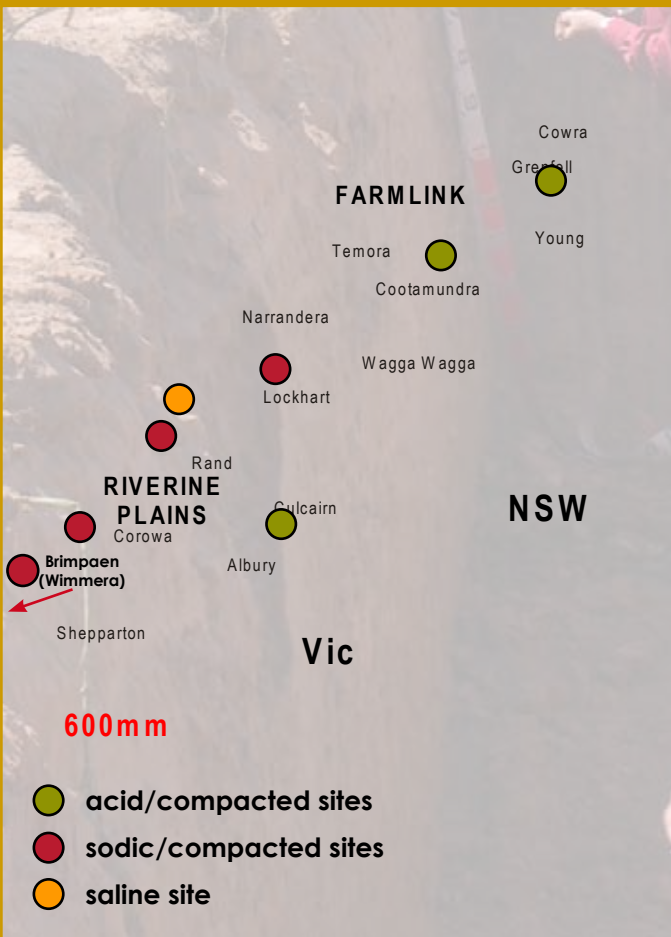 Cowra
Grenfell
FARMLINK
Young
Temora
Cootamundra
Narrandera
Wagga Wagga
Lockhart
Rand
RIVERINE
PLAINS
Culcairn
NSW
Corowa
Brimpaen
(Wimmera)
Albury
Shepparton
Vic
600mm
acid/compacted sites
sodic/compacted sites
saline site